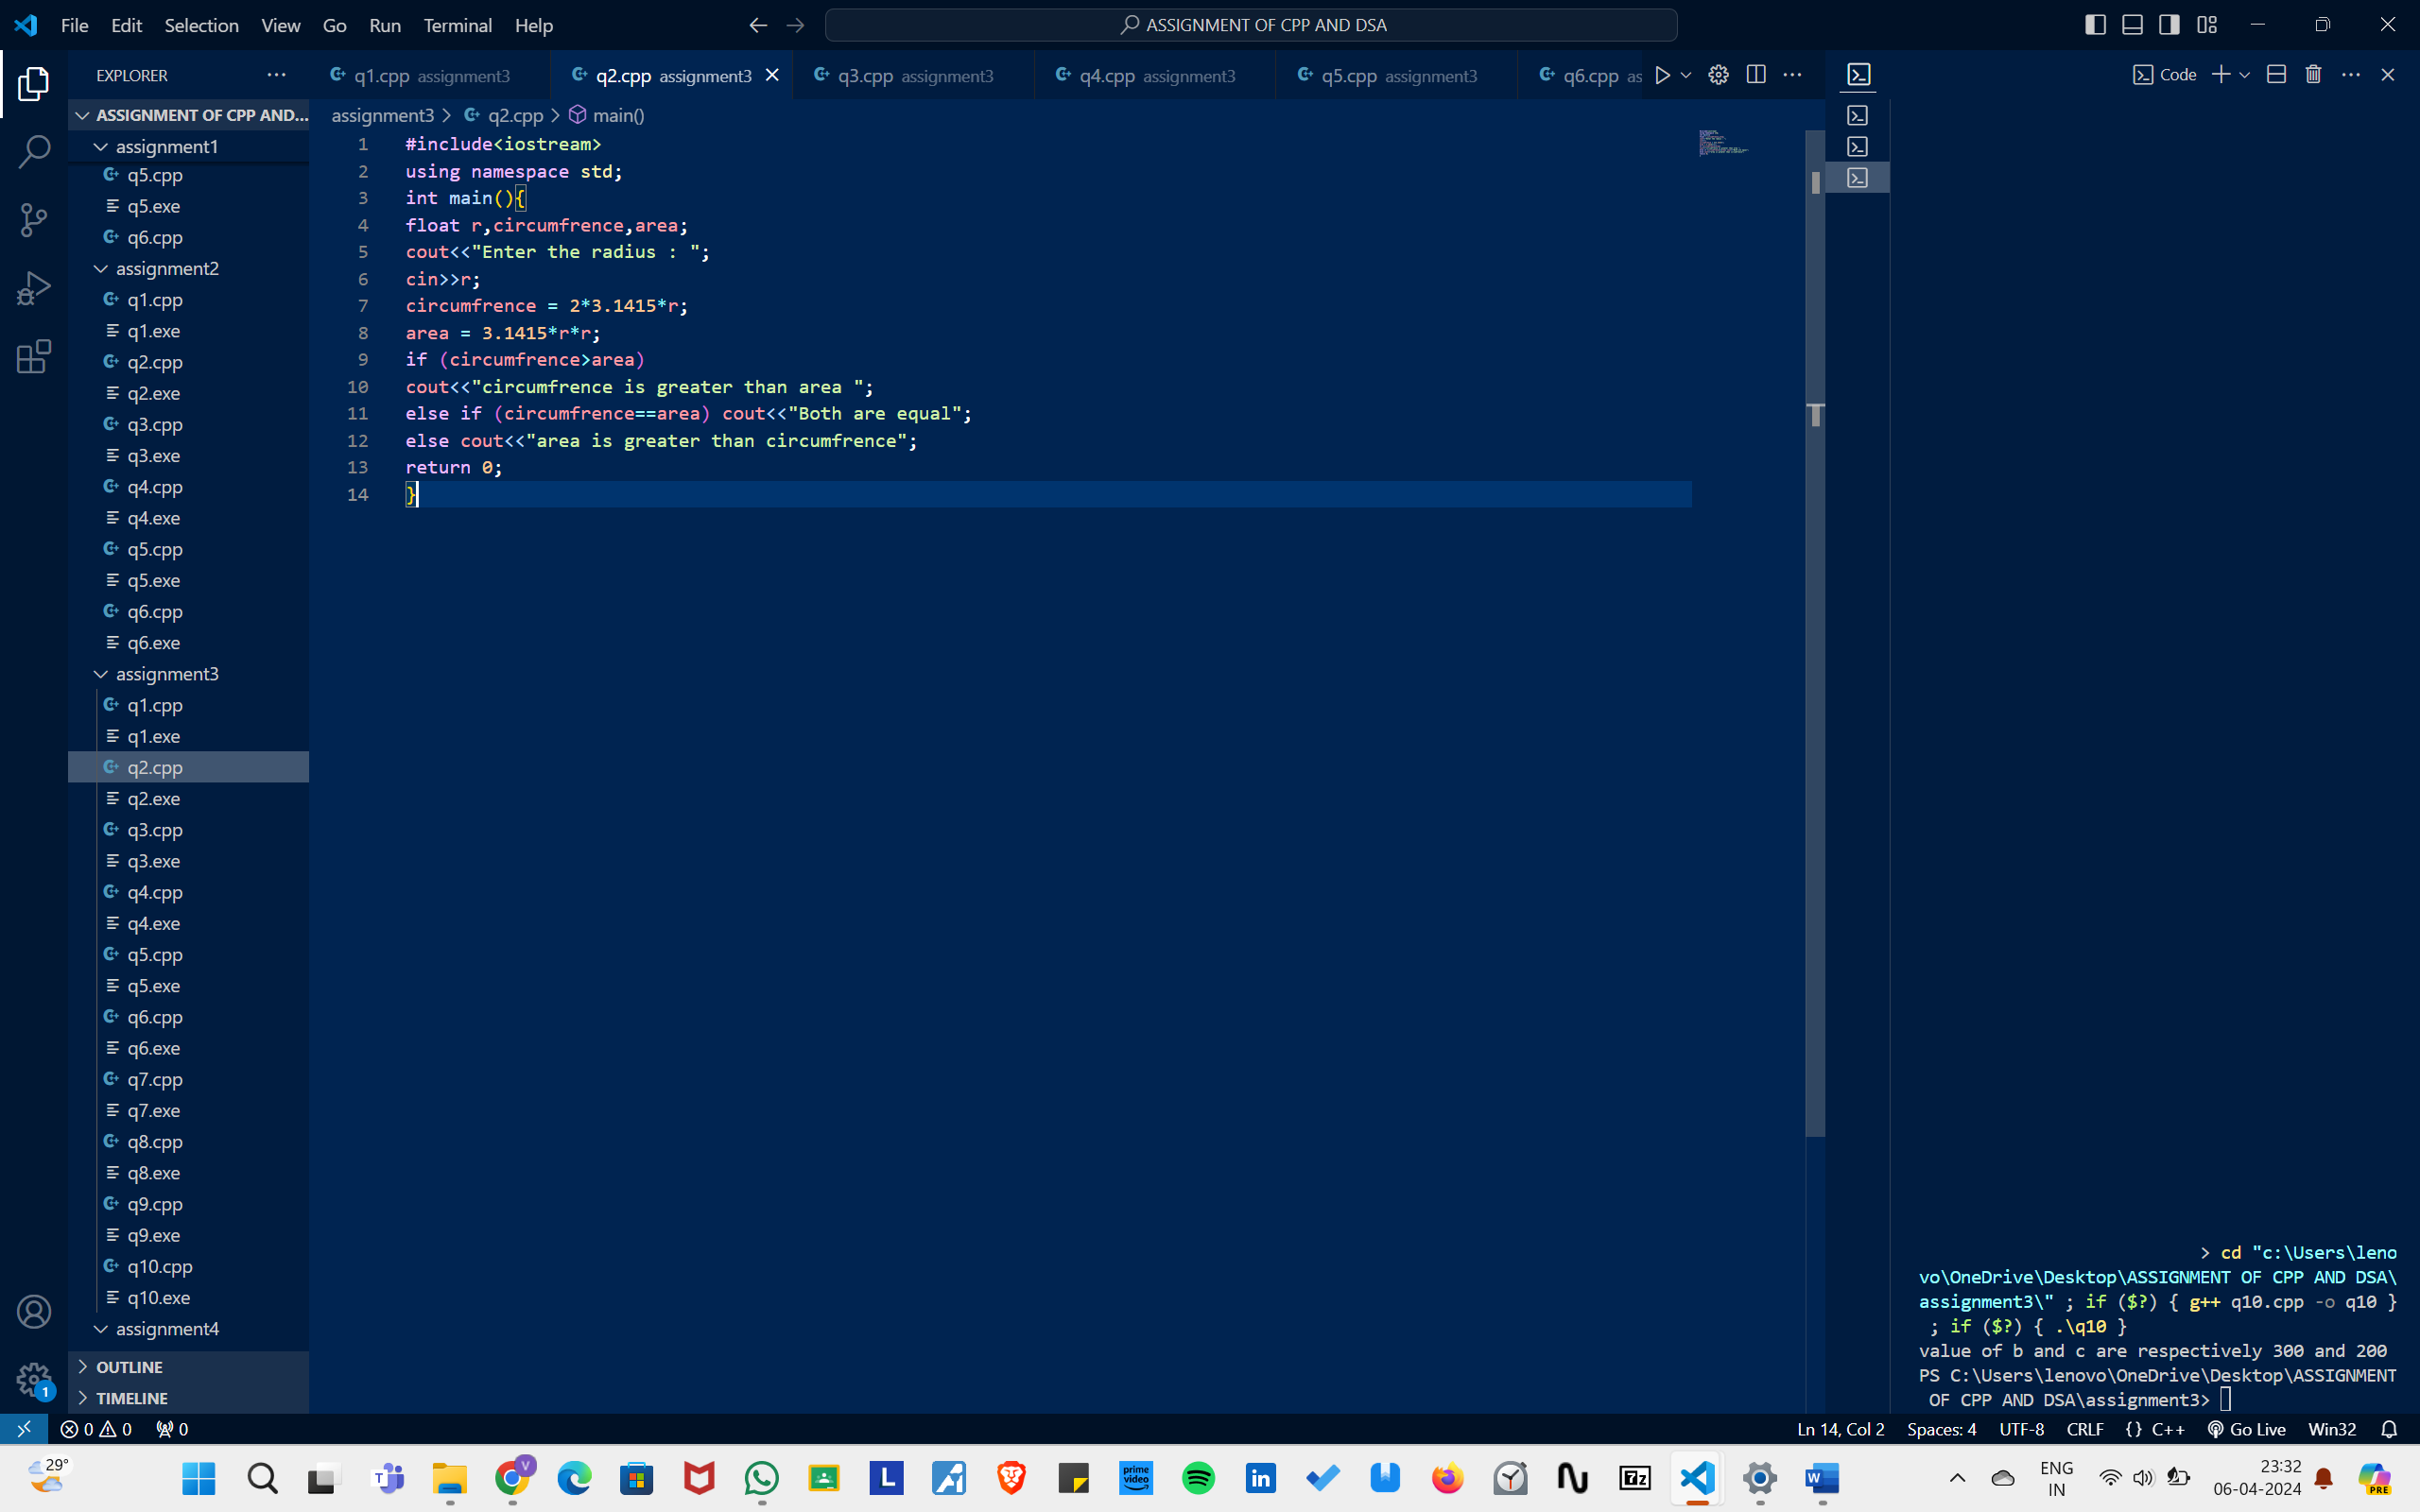 File Edit Selection View Go Run Terminal Help
ASSIGNMENT OF CPP AND DSA
EXPLORER
ASSIGNMENT OF CPP AND...
assignment1
q5.cpp
q5.exe
q6.cpp
assignment2
q1.cpp
q1.exe
q2.cpp
q2.exe
q3.cpp
q3.exe
q4.cpp
q4.exe
q5.cpp
q5.exe
q6.cpp
q6.exe
assignment3
q1.cpp
q1.exe
q2.cpp
q2.exe
q3.cpp
q3.exe
q4.cpp
q4.exe
q5.cpp
q5.exe
q6.cpp
q6.exe
q7.cpp
q7.exe
q8.cpp
q8.exe
q9.cpp
q9.exe
q10.cpp
q10.exe
assignment4
OUTLINE
TIMELINE
q1.cpp assignment3 q2.cpp assignment3 q3.cpp assignment3 q4.cpp assignment3 q5.cpp assignment3 q6.cpp as
assignment3 > q2.cpp > main()
1 #include<iostream>
2 using namespace std;
3 int main(){
4 float r,circumfrence,area;
5 cout<<"Enter the radius : ";
6 cin>>r;
7 circumfrence = 2*3.1415*r;
8 area = 3.1415*r*r;
9 if (circumfrence>area)
10 cout<<"circumfrence is greater than area ";
11 else if (circumfrence==area) cout<<"Both are equal";
12 else cout<<"area is greater than circumfrence";
13 return 0;
14 }
Code
> cd "c:\Users\leno
vo\OneDrive\Desktop\ASSIGNMENT OF CPP AND DSA\
assignment3\" ; if ($?) { g++ q10.cpp -o q10 }
; if ($?) { .\q10 }
value of b and c are respectively 300 and 200
PS C:\Users\lenovo\OneDrive\Desktop\ASSIGNMENT
OF CPP AND DSA\assignment3>
1
0 0 0
Ln 14, Col 2 Spaces: 4 UTF-8 CRLF {} C++ Go Live Win32
29°
V
prime video
7z
ENG
IN
23:32
06-04-2024
PRE